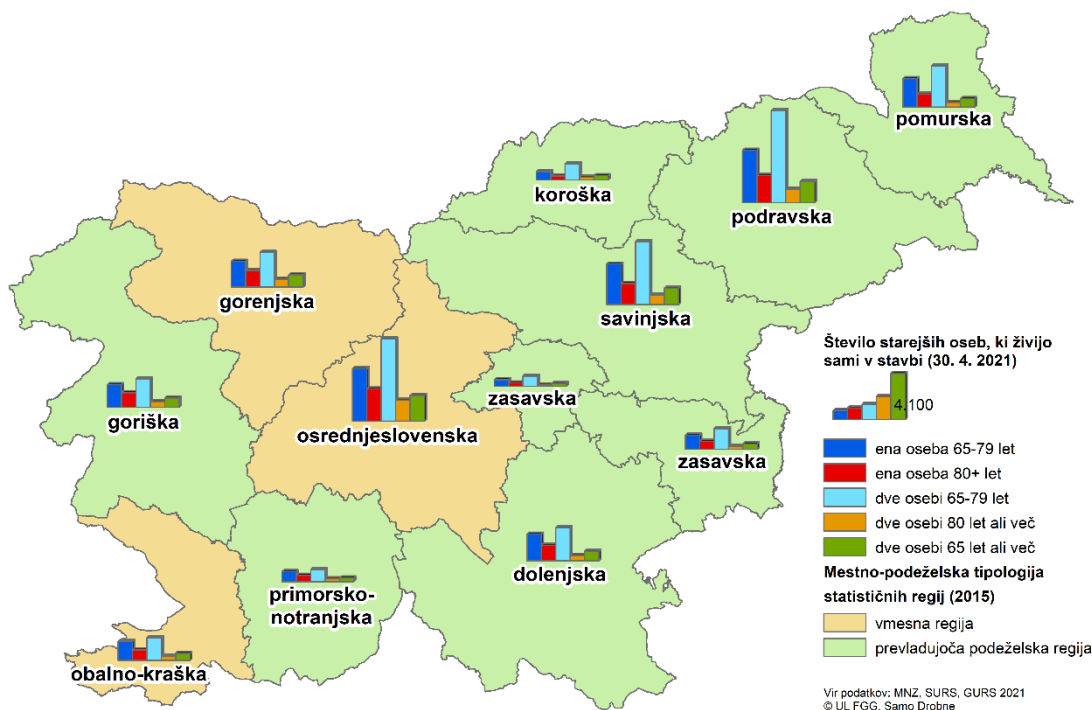 pomurska
koroška
podravska
gorenjska
savinjska
goriška
osrednjeslovenska
zasavska
zasavska
dolenjska
primorsko-
notranjska
obalno-kraška
Število starejših oseb, ki živijo
sami v stavbi (30. 4. 2021)
4.100
ena oseba 65-79 let
ena oseba 80+ let
dve osebi 65-79 let
dve osebi 80 let ali več
dve osebi 65 let ali več
Mestno-podeželska tipologija
statističnih regij (2015)
vmesna regija
prevladujoča podeželska regija
Vir podatkov: MNZ, SURS, GURS 2021
© UL FGG, Samo Drobne